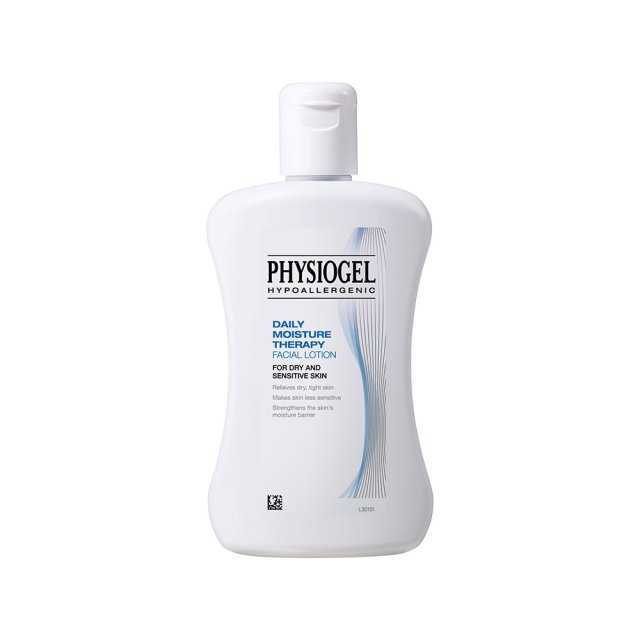 PHYSIOGEL
HYPOALLERGENIC
DAILY
MOISTURE
THERAPY
FACIAL LOTION
FOR DRY AND
SENSITIVE SKIN
Relieves dry, tight skin
Makes skin less sensitive
Strengthens the skin's
moisture barrier
L30151